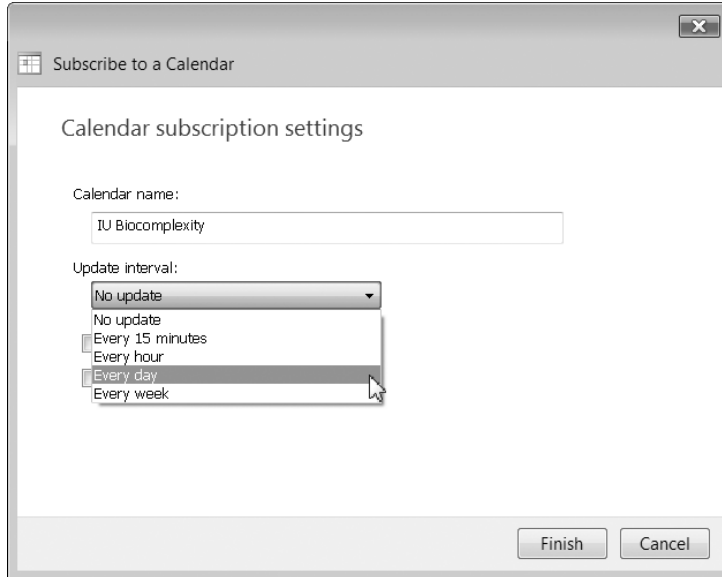 Subscribe to a Calendar
Calendar subscription settings
Calendar name:
IU Biocomplexity
Update interval:
No update
No update
Every 15 minutes
Every hour
Every day
Every week
Finish
Cancel